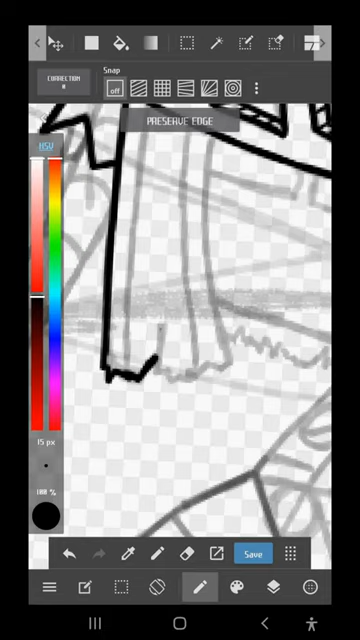 Snap
CORRECTION
0
off
PRESERVE EDGE
HSV
15 px
100 %
Save